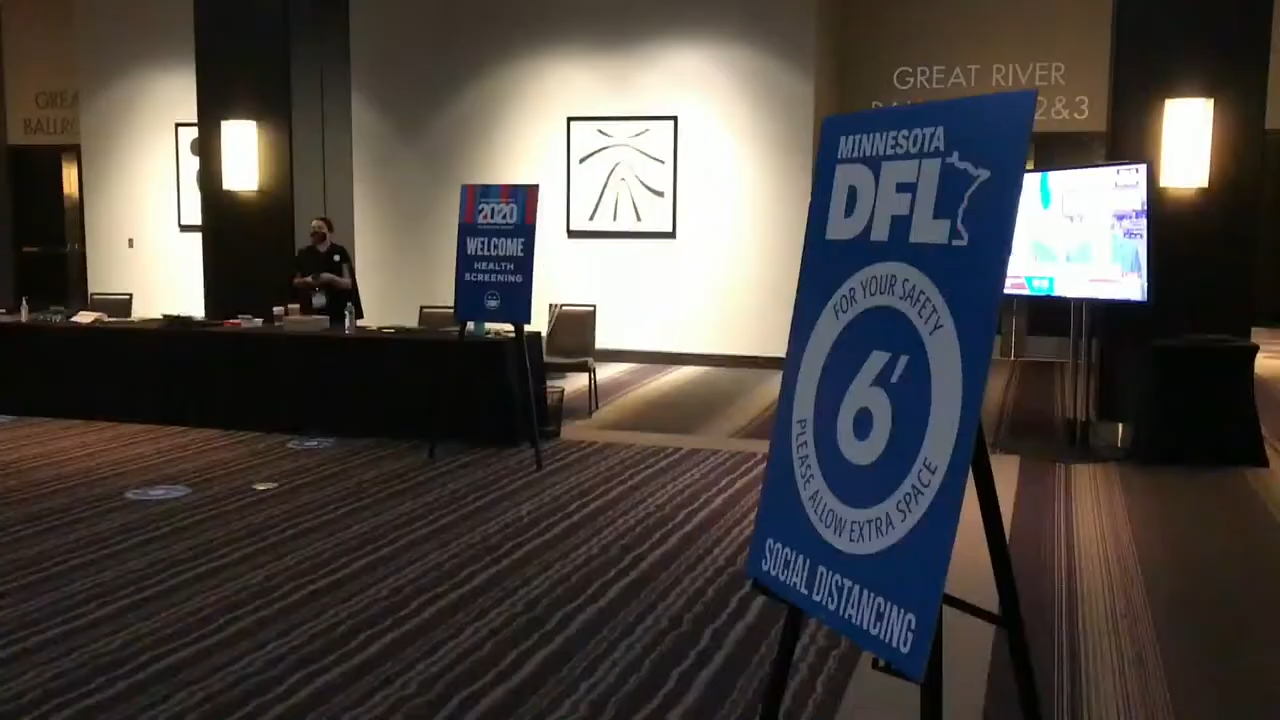 GREAT RIVER
2&3
MINNESOTA
DFL
FOR YOUR SAFETY
6'
PLEASE ALLOW EXTRA SPACE
SOCIAL DISTANCING
2020
WELCOME
HEALTH
SCREENING